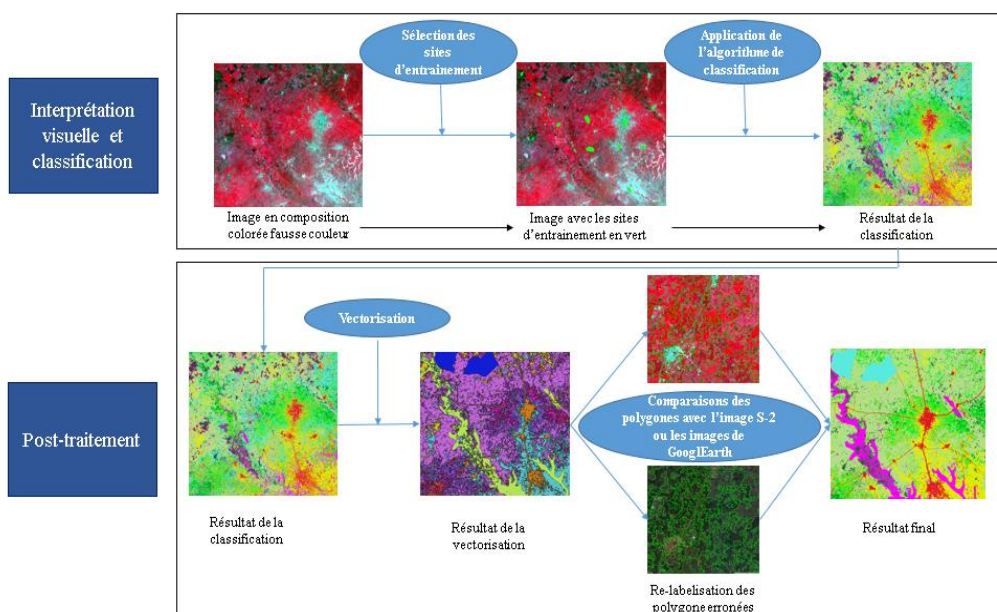 Interprétation
visuelle et
classification
Sélection des
sites
d'entrainement
Application de
l'algorithme de
classification
Image en composition
colorée fausse couleur
Image avec les sites
d'entrainement en vert
Résultat de la
classification
Post-traitement
Vectorisation
Résultat de la
classification
Résultat de la
vectorisation
Comparaisons des
polygones avec l'image S-2
ou les images de
GooglEarth
Re-labelisation des
polygone erronées
Résultat final